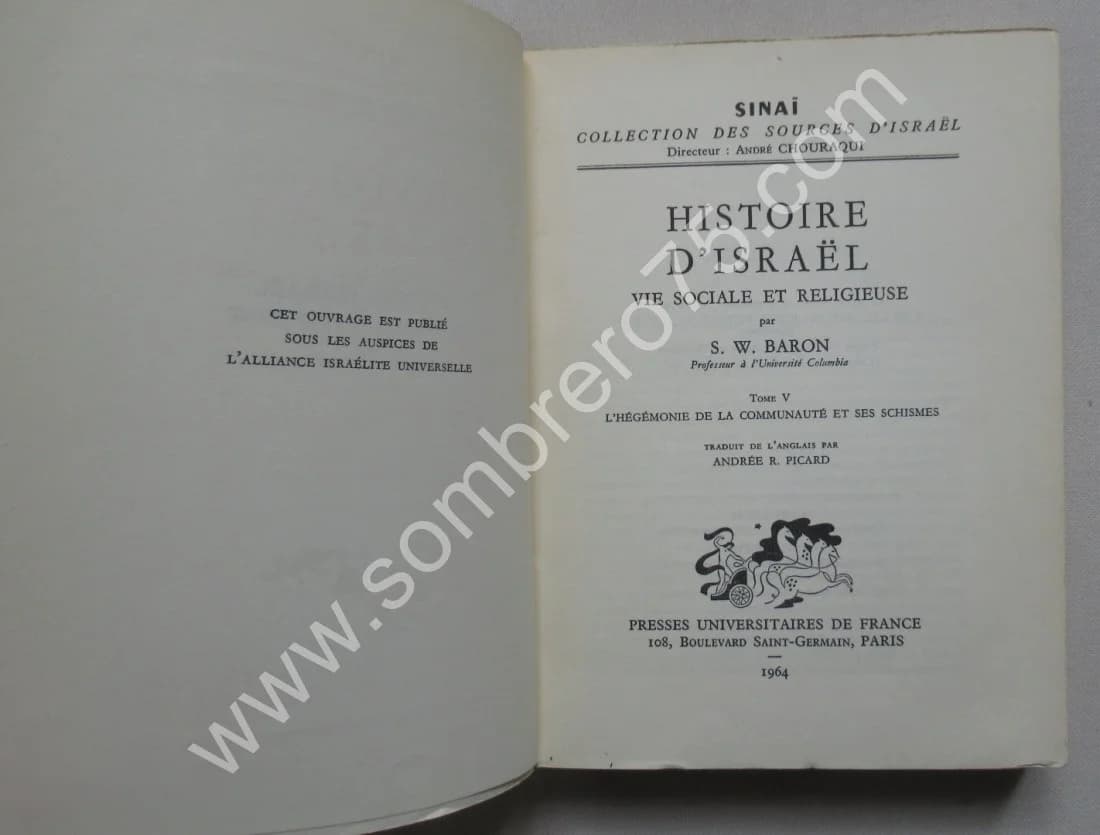 CET OUVRAGE EST PUBLIÉ
SOUS LES AUSPICES DE
L'ALLIANCE ISRAÉLITE UNIVERSELLE
SINAÏ
COLLECTION DES SOURCES D'ISRAËL
Directeur : ANDRÉ CHOURAQUI
HISTOIRE
D'ISRAËL
VIE SOCIALE ET RELIGIEUSE
par
S. W. BARON
Professeur à l'Université Columbia
TOME V
L'HÉGÉMONIE DE LA COMMUNAUTÉ ET SES SCHISMES
TRADUIT DE L'ANGLAIS PAR
ANDRÉE R. PICARD
PRESSES UNIVERSITAIRES DE FRANCE
108, BOULEVARD SAINT-GERMAIN, PARIS
1964
www.sombrero75.com